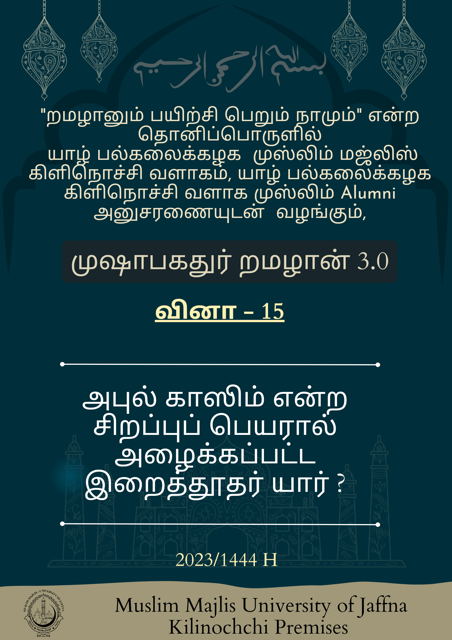 بسم الله الرحمن الرحيم
"றமழானும் பயிற்சி பெறும் நாமும்" என்ற
தொனிப்பொருளில்
யாழ் பல்கலைக்கழக முஸ்லிம் மஜ்லிஸ்
கிளிநொச்சி வளாகம், யாழ் பல்கலைக்கழக
கிளிநொச்சி வளாக முஸ்லிம் Alumni
அனுசரணையுடன் வழங்கும்,
முஷாபகதுர் றமழான் 3.0
வினா – 15
அபுல் காஸிம் என்ற
சிறப்புப் பெயரால்
அழைக்கப்பட்ட
இறைத்தூதர் யார் ?
2023/1444 H
Muslim Majlis University of Jaffna
Kilinochchi Premises